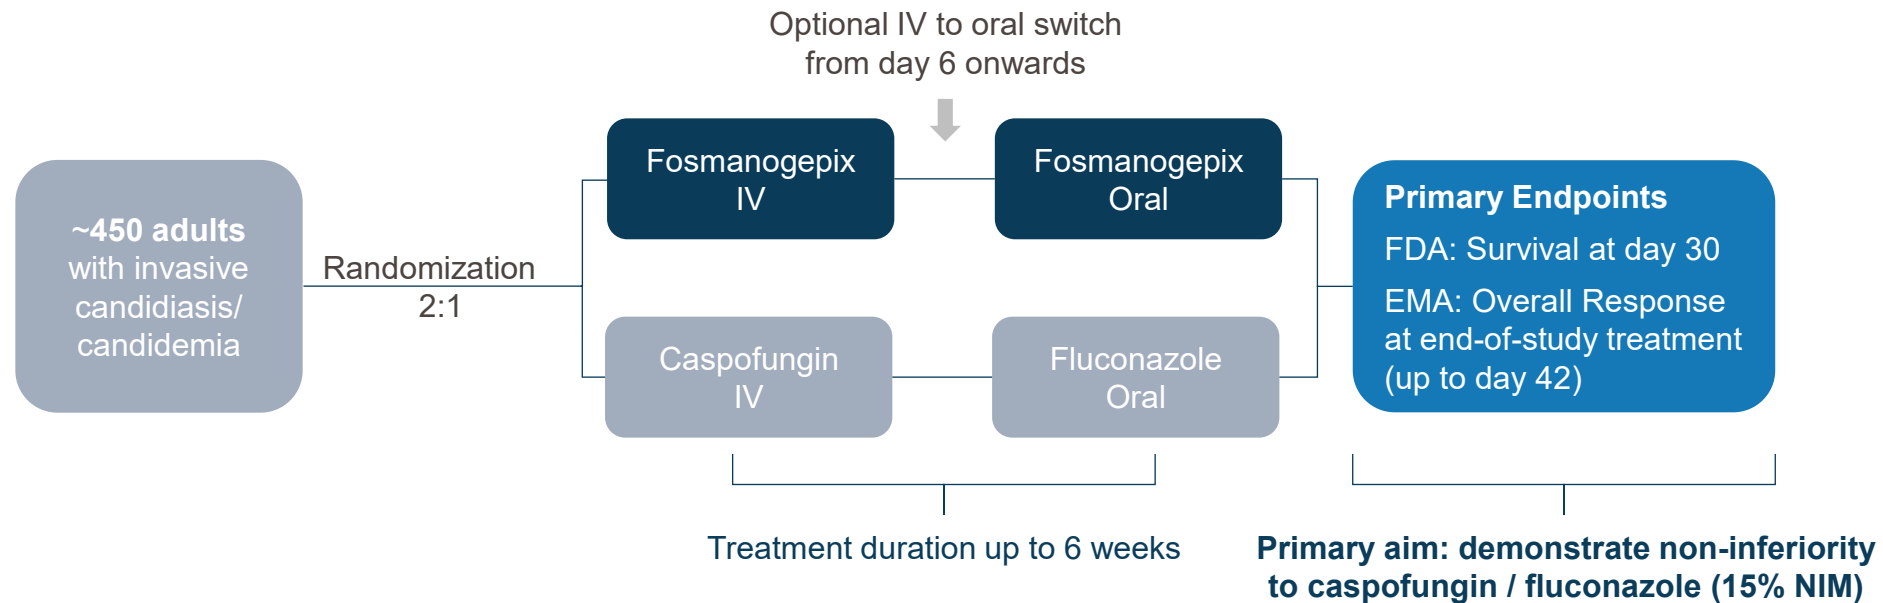 Optional IV to oral switch
from day 6 onwards
~450 adults
with invasive
candidiasis/
candidemia
Randomization
2:1
Fosmanogepix
IV
Fosmanogepix
Oral
Caspofungin
IV
Fluconazole
Oral
Primary Endpoints
FDA: Survival at day 30
EMA: Overall Response
at end-of-study treatment
(up to day 42)
Treatment duration up to 6 weeks
Primary aim: demonstrate non-inferiority
to caspofungin / fluconazole (15% NIM)